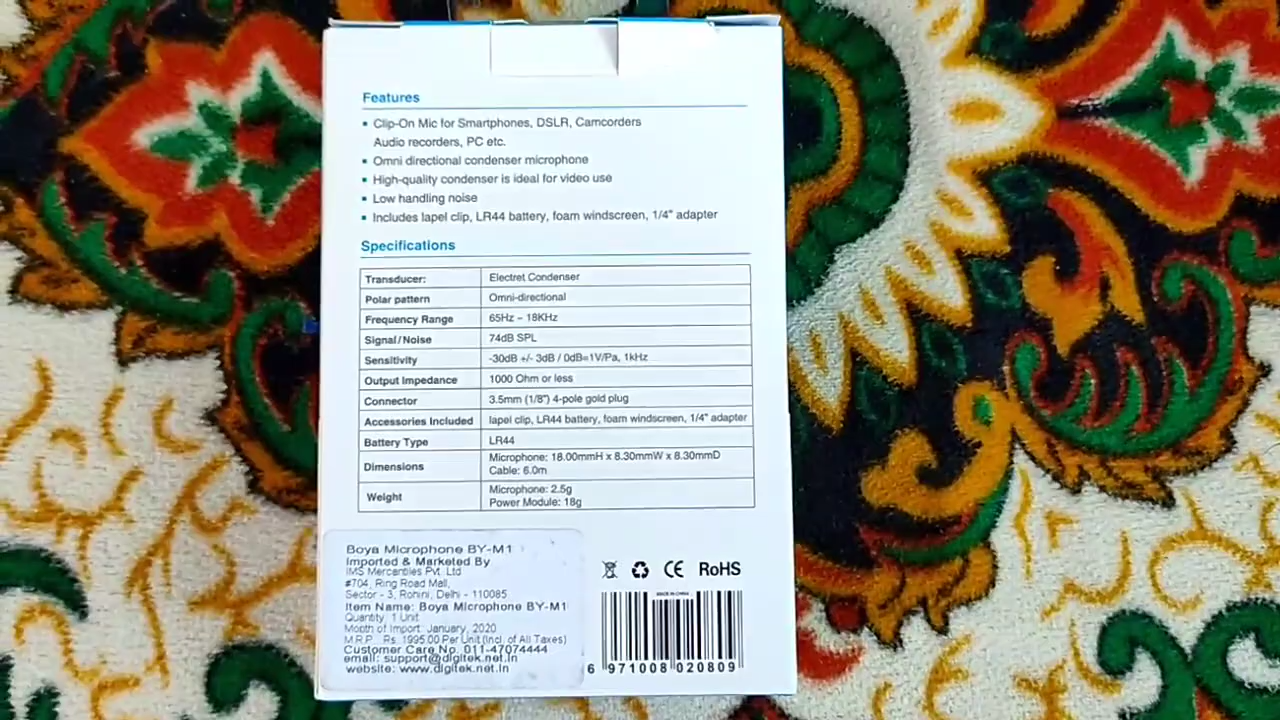 Features
▪ Clip-On Mic for Smartphones, DSLR, Camcorders
Audio recorders, PC etc.
▪ Omni directional condenser microphone
▪ High-quality condenser is ideal for video use
▪ Low handling noise
▪ Includes lapel clip, LR44 battery, foam windscreen, 1/4" adapter
Specifications
Transducer: Electret Condenser
Polar pattern Omni-directional
Frequency Range 65Hz ~ 18KHz
Signal/Noise 74dB SPL
Sensitivity -30dB +/- 3dB / 0dB=1V/Pa, 1kHz
Output Impedance 1000 Ohm or less
Connector 3.5mm (1/8") 4-pole gold plug
Accessories Included lapel clip, LR44 battery, foam windscreen, 1/4" adapter
Battery Type LR44
Dimensions Microphone: 18.00mmH x 8.30mmW x 8.30mmD
Cable: 6.0m
Weight Microphone: 2.5g
Power Module: 18g
Boya Microphone BY-M1
Imported & Marketed By
IMS Mercantiles Pvt. Ltd
#704, Ring Road Mall,
Sector - 3, Rohini, Delhi - 110085
Item Name: Boya Microphone BY-M1
Quantity: 1 Unit
Month of Import: January, 2020
M.R.P.: Rs. 1995.00 Per Unit (Incl. of All Taxes)
Customer Care No. 011-47074444
email: support@digitek.net.in
website: www.digitek.net.in
CE RoHS
MADE IN CHINA
6 971008 020809